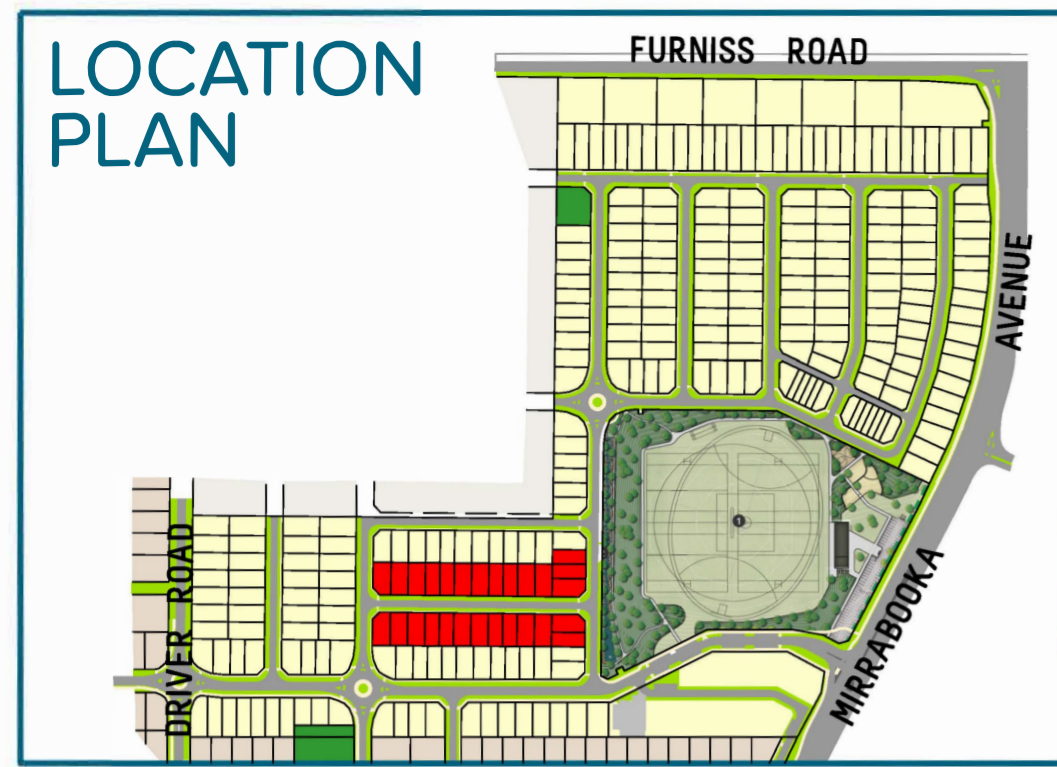 LOCATION
PLAN
FURNISS ROAD
AVENUE
MIRRABOOKA
DRIVER ROAD
1